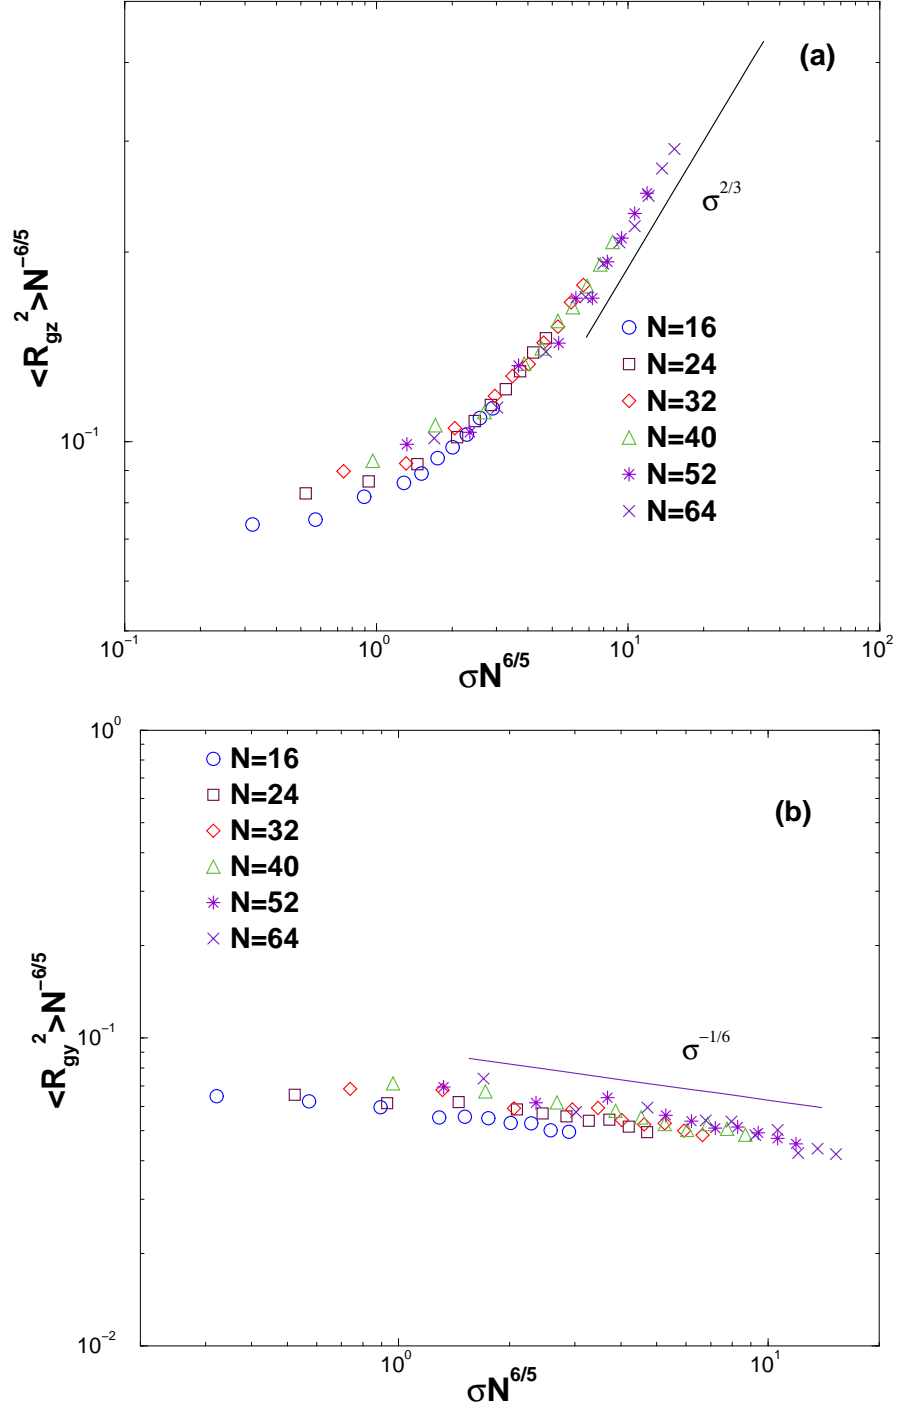 (a)
σ^{2/3}
<R_{gz}^2>N^{-6/5}
N=16
N=24
N=32
N=40
N=52
N=64
10^{-1}
10^{-1} 10^0 10^1 10^2
σN^{6/5}
10^0
N=16
N=24
N=32
N=40
N=52
N=64
(b)
<R_{gy}^2>N^{-6/5}
10^{-1}
σ^{-1/6}
10^{-2}
10^0 10^1
σN^{6/5}